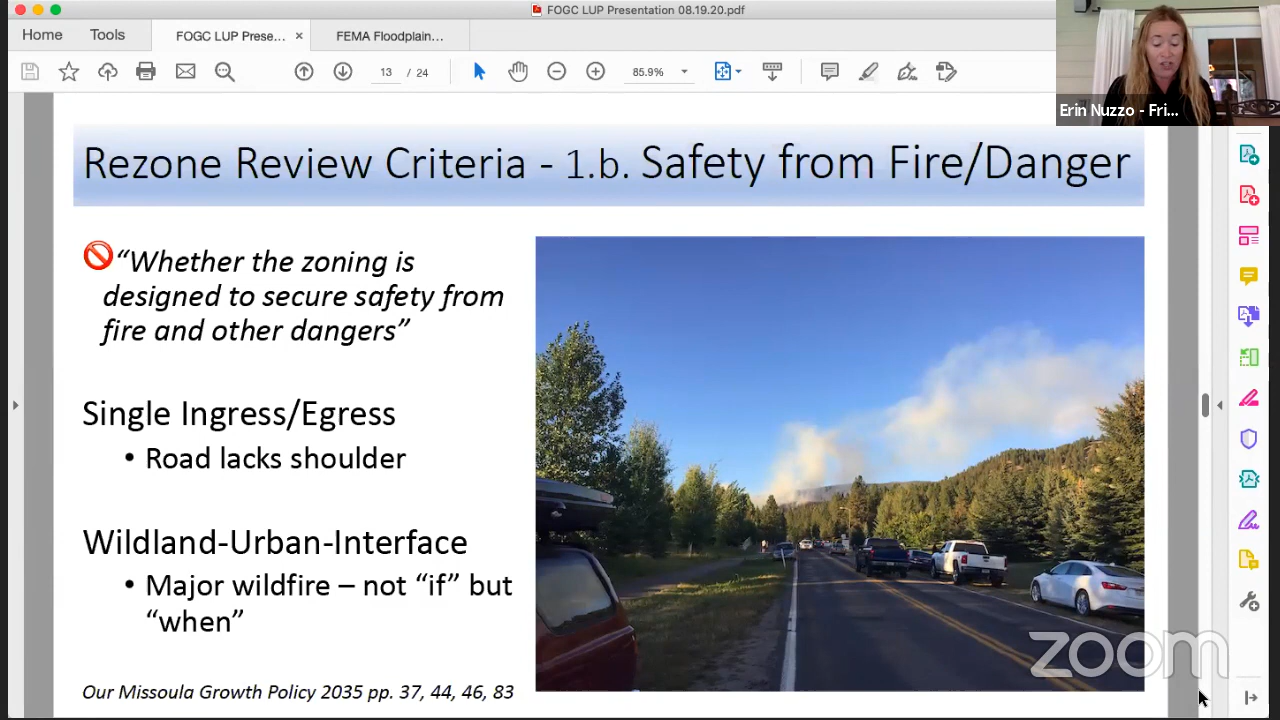 FOGC LUP Presentation 08.19.20.pdf
Home
Tools
FOGC LUP Prese...
×
FEMA Floodplain...
13 / 24
85.9%
Erin Nuzzo - Fri...
Rezone Review Criteria - 1.b. Safety from Fire/Danger
“Whether the zoning is
designed to secure safety from
fire and other dangers”
Single Ingress/Egress
• Road lacks shoulder
Wildland-Urban-Interface
• Major wildfire – not “if” but
“when”
Our Missoula Growth Policy 2035 pp. 37, 44, 46, 83
zoom